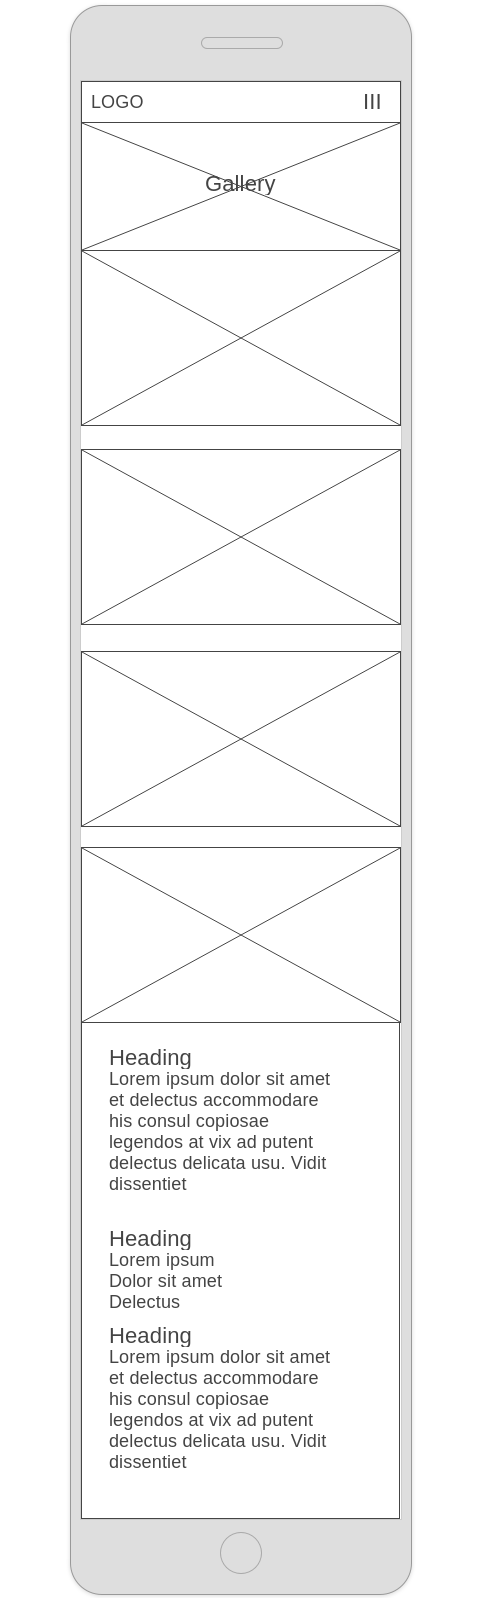 LOGO III
Gallery
Heading
Lorem ipsum dolor sit amet
et delectus accommodare
his consul copiosae
legendos at vix ad putent
delectus delicata usu. Vidit
dissentiet
Heading
Lorem ipsum
Dolor sit amet
Delectus
Heading
Lorem ipsum dolor sit amet
et delectus accommodare
his consul copiosae
legendos at vix ad putent
delectus delicata usu. Vidit
dissentiet